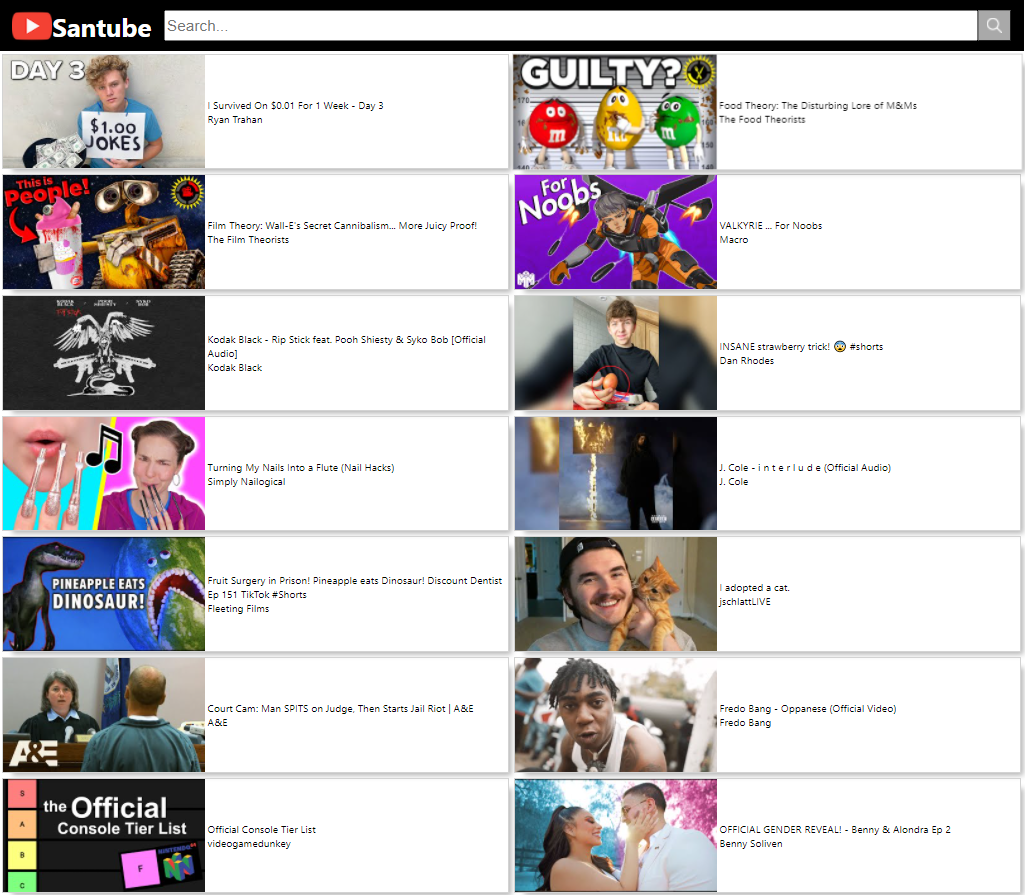 Santube
Search...
DAY 3
$1.00
JOKES
I Survived On $0.01 For 1 Week - Day 3
Ryan Trahan
GUILTY?
Food Theory: The Disturbing Lore of M&Ms
The Food Theorists
This is
People!
Film Theory: Wall-E's Secret Cannibalism... More Juicy Proof!
The Film Theorists
For
Noobs
VALKYRIE ... For Noobs
Macro
KODAK BLACK
Kodak Black - Rip Stick feat. Pooh Shiesty & Syko Bob [Official
Audio]
Kodak Black
INSANE strawberry trick! 😨 #shorts
Dan Rhodes
Turning My Nails Into a Flute (Nail Hacks)
Simply Nailogical
J. Cole - i n t e r l u d e (Official Audio)
J. Cole
PINEAPPLE EATS
DINOSAUR!
Fruit Surgery in Prison! Pineapple eats Dinosaur! Discount Dentist
Ep 151 TikTok #Shorts
Fleeting Films
I adopted a cat.
jschlattLIVE
A&E
Court Cam: Man SPITS on Judge, Then Starts Jail Riot | A&E
A&E
Fredo Bang - Oppanese (Official Video)
Fredo Bang
S
A
B
C
the Official
Console Tier List
F
NINTENDO
Official Console Tier List
videogamedunkey
OFFICIAL GENDER REVEAL! - Benny & Alondra Ep 2
Benny Soliven